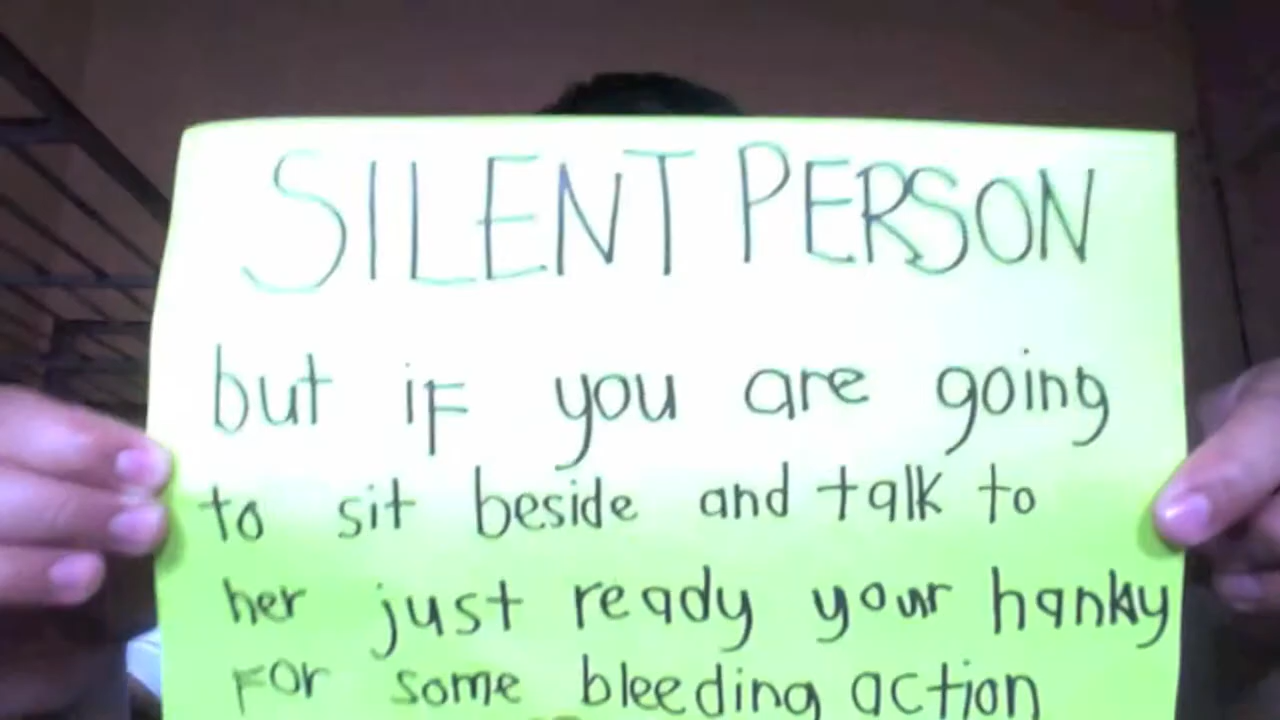 SILENT PERSON
but iF you are going
to sit beside and talk to
her just ready your hanky
For some bleeding action